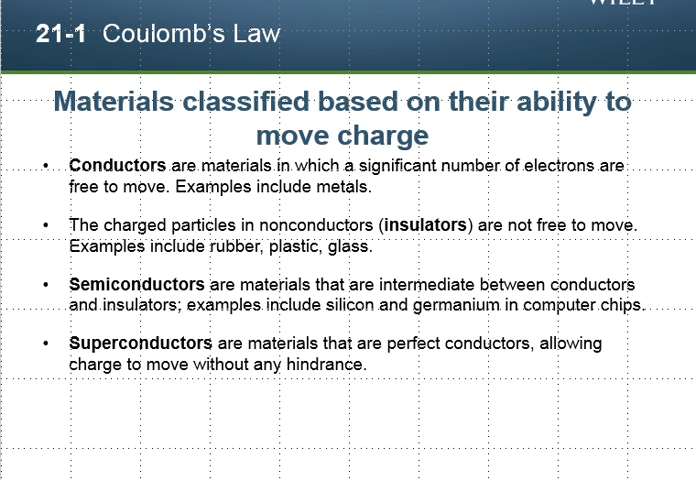 WILEY
21-1 Coulomb's Law
Materials classified based on their ability to
move charge
• Conductors are materials in which a significant number of electrons are
free to move. Examples include metals.
• The charged particles in nonconductors (insulators) are not free to move.
Examples include rubber, plastic, glass.
• Semiconductors are materials that are intermediate between conductors
and insulators; examples include silicon and germanium in computer chips.
• Superconductors are materials that are perfect conductors, allowing
charge to move without any hindrance.